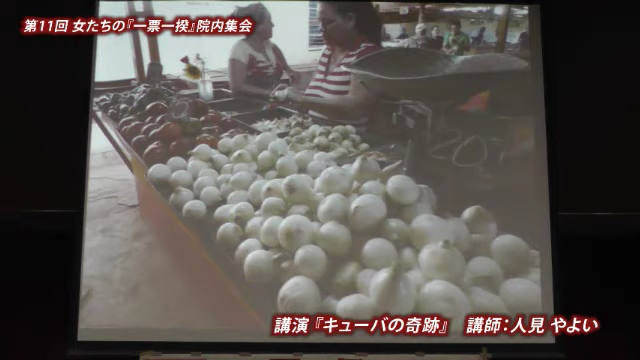 第11回 女たちの『一票一揆』院内集会
講演 『キューバの奇跡』 講師:人見 やよい